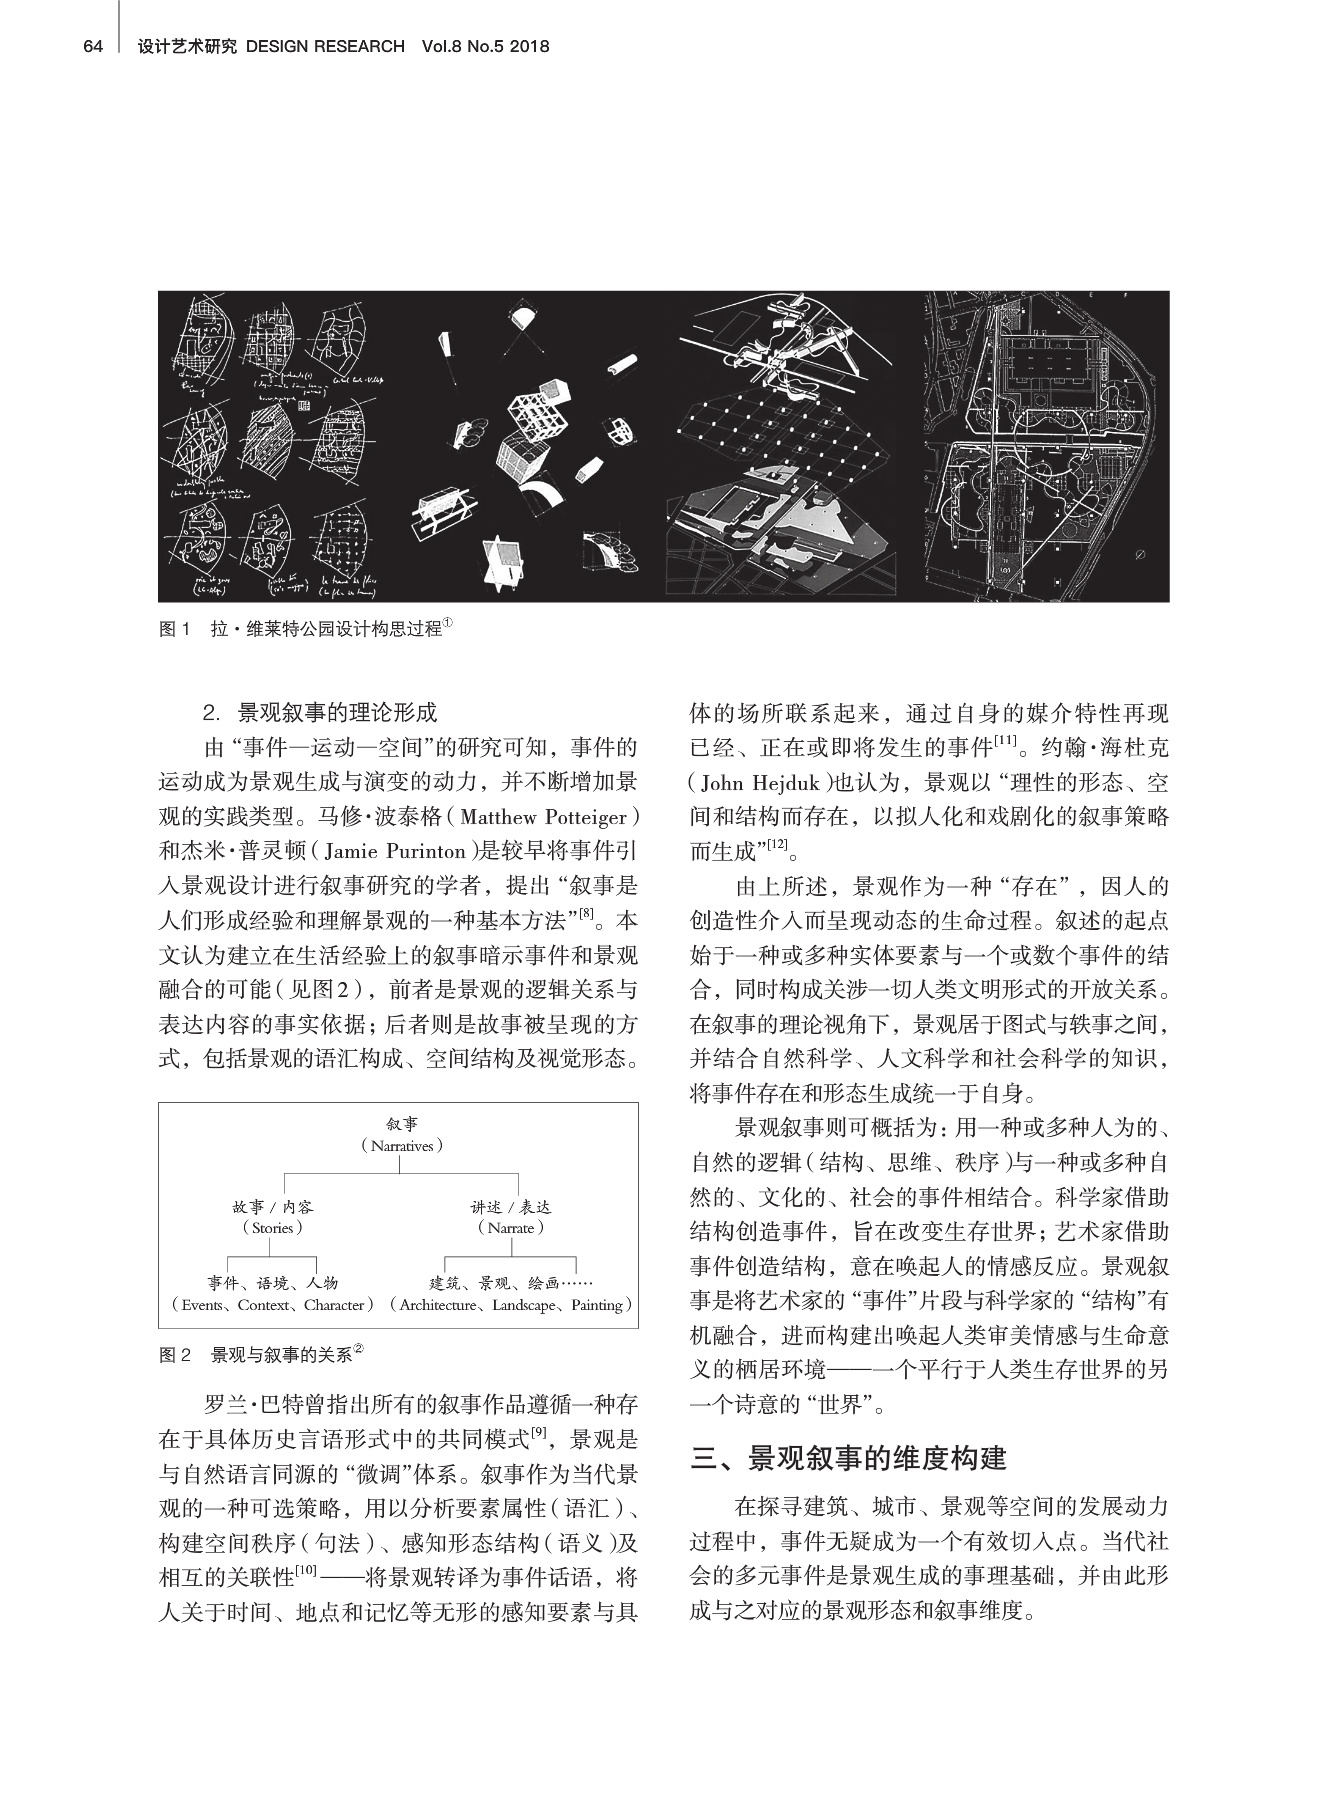 64 设计艺术研究 DESIGN RESEARCH Vol.8 No.5 2018
图 1 拉·维莱特公园设计构思过程①
2. 景观叙事的理论形成
由 “事件—运动—空间”的研究可知，事件的
运动成为景观生成与演变的动力，并不断增加景
观的实践类型。马修·波泰格（Matthew Potteiger）
和杰米·普灵顿（Jamie Purinton）是较早将事件引
入景观设计进行叙事研究的学者，提出 “叙事是
人们形成经验和理解景观的一种基本方法”[8]。本
文认为建立在生活经验上的叙事暗示事件和景观
融合的可能（见图2），前者是景观的逻辑关系与
表达内容的事实依据；后者则是故事被呈现的方
式，包括景观的语汇构成、空间结构及视觉形态。
叙事
（Narratives）
故事 / 内容 讲述 / 表达
（Stories） （Narrate）
事件、语境、人物 建筑、景观、绘画……
（Events、Context、Character） （Architecture、Landscape、Painting）
图 2 景观与叙事的关系②
罗兰·巴特曾指出所有的叙事作品遵循一种存
在于具体历史言语形式中的共同模式[9]，景观是
与自然语言同源的 “微调”体系。叙事作为当代景
观的一种可选策略，用以分析要素属性（语汇）、
构建空间秩序（句法）、感知形态结构（语义）及
相互的关联性[10]——将景观转译为事件话语，将
人关于时间、地点和记忆等无形的感知要素与具
体的场所联系起来，通过自身的媒介特性再现
已经、正在或即将发生的事件[11]。约翰·海杜克
（John Hejduk）也认为，景观以 “理性的形态、空
间和结构而存在，以拟人化和戏剧化的叙事策略
而生成”[12]。
由上所述，景观作为一种 “存在”，因人的
创造性介入而呈现动态的生命过程。叙述的起点
始于一种或多种实体要素与一个或数个事件的结
合，同时构成关涉一切人类文明形式的开放关系。
在叙事的理论视角下，景观居于图式与轶事之间，
并结合自然科学、人文科学和社会科学的知识，
将事件存在和形态生成统一于自身。
景观叙事则可概括为：用一种或多种人为的、
自然的逻辑（结构、思维、秩序）与一种或多种自
然的、文化的、社会的事件相结合。科学家借助
结构创造事件，旨在改变生存世界；艺术家借助
事件创造结构，意在唤起人的情感反应。景观叙
事是将艺术家的 “事件”片段与科学家的 “结构”有
机融合，进而构建出唤起人类审美情感与生命意
义的栖居环境——一个平行于人类生存世界的另
一个诗意的 “世界”。
三、景观叙事的维度构建
在探寻建筑、城市、景观等空间的发展动力
过程中，事件无疑成为一个有效切入点。当代社
会的多元事件是景观生成的事理基础，并由此形
成与之对应的景观形态和叙事维度。